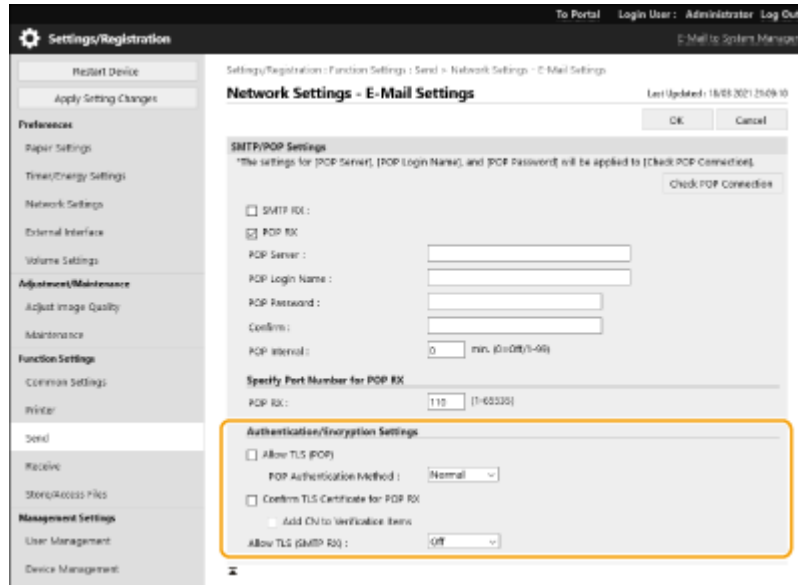 To Portal Login User : Administrator Log Out
Settings/Registration
E-Mail to System Manager
Restart Device
Apply Setting Changes
Preferences
Paper Settings
Timer/Energy Settings
Network Settings
External Interface
Volume Settings
Adjustment/Maintenance
Adjust Image Quality
Maintenance
Function Settings
Common Settings
Printer
Send
Receive
Store/Access Files
Management Settings
User Management
Device Management
Settings/Registration : Function Settings : Send > Network Settings - E-Mail Settings
Network Settings - E-Mail Settings
Last Updated : 18/03 2021 21:09:10
OK Cancel
SMTP/POP Settings
*The settings for [POP Server], [POP Login Name], and [POP Password] will be applied to [Check POP Connection].
Check POP Connection
SMTP RX :
POP RX
POP Server :
POP Login Name :
POP Password :
Confirm :
POP Interval : 0 min. (0=Off/1-99)
Specify Port Number for POP RX
POP RX : 110 (1-65535)
Authentication/Encryption Settings
Allow TLS (POP)
POP Authentication Method : Normal
Confirm TLS Certificate for POP RX
Add CN to Verification Items
Allow TLS (SMTP RX) : Off